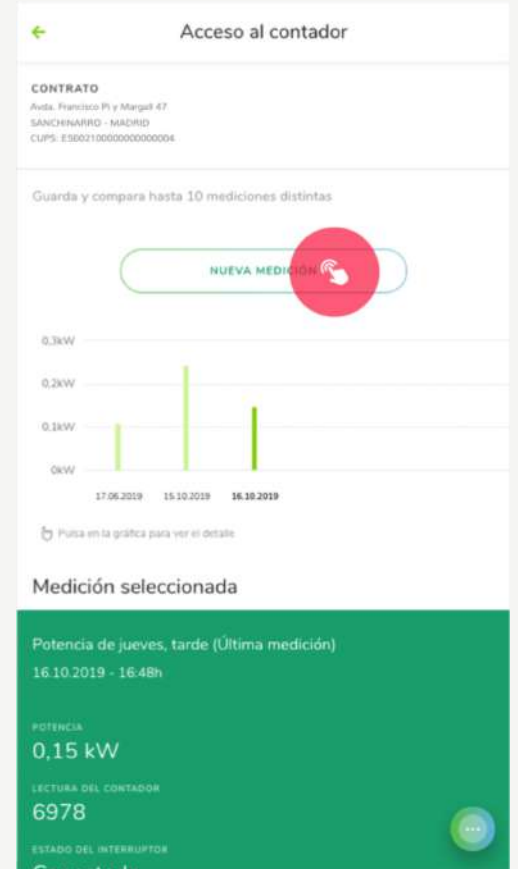 Acceso al contador
CONTRATO
Avda. Francisco Pi y Margall 47
SANCHINARRO - MADRID
CUPS:
Guarda y compara hasta 10 mediciones distintas
NUEVA MEDICIÓN
0,3kW
0,2kW
0,1kW
0kW
17.06.2019 15.10.2019 16.10.2019
Pulsa en la gráfica para ver el detalle
Medición seleccionada
Potencia de jueves, tarde (Última medición)
16.10.2019 - 16:48h
POTENCIA
0,15 kW
LECTURA DEL CONTADOR
6978
ESTADO DEL INTERRUPTOR